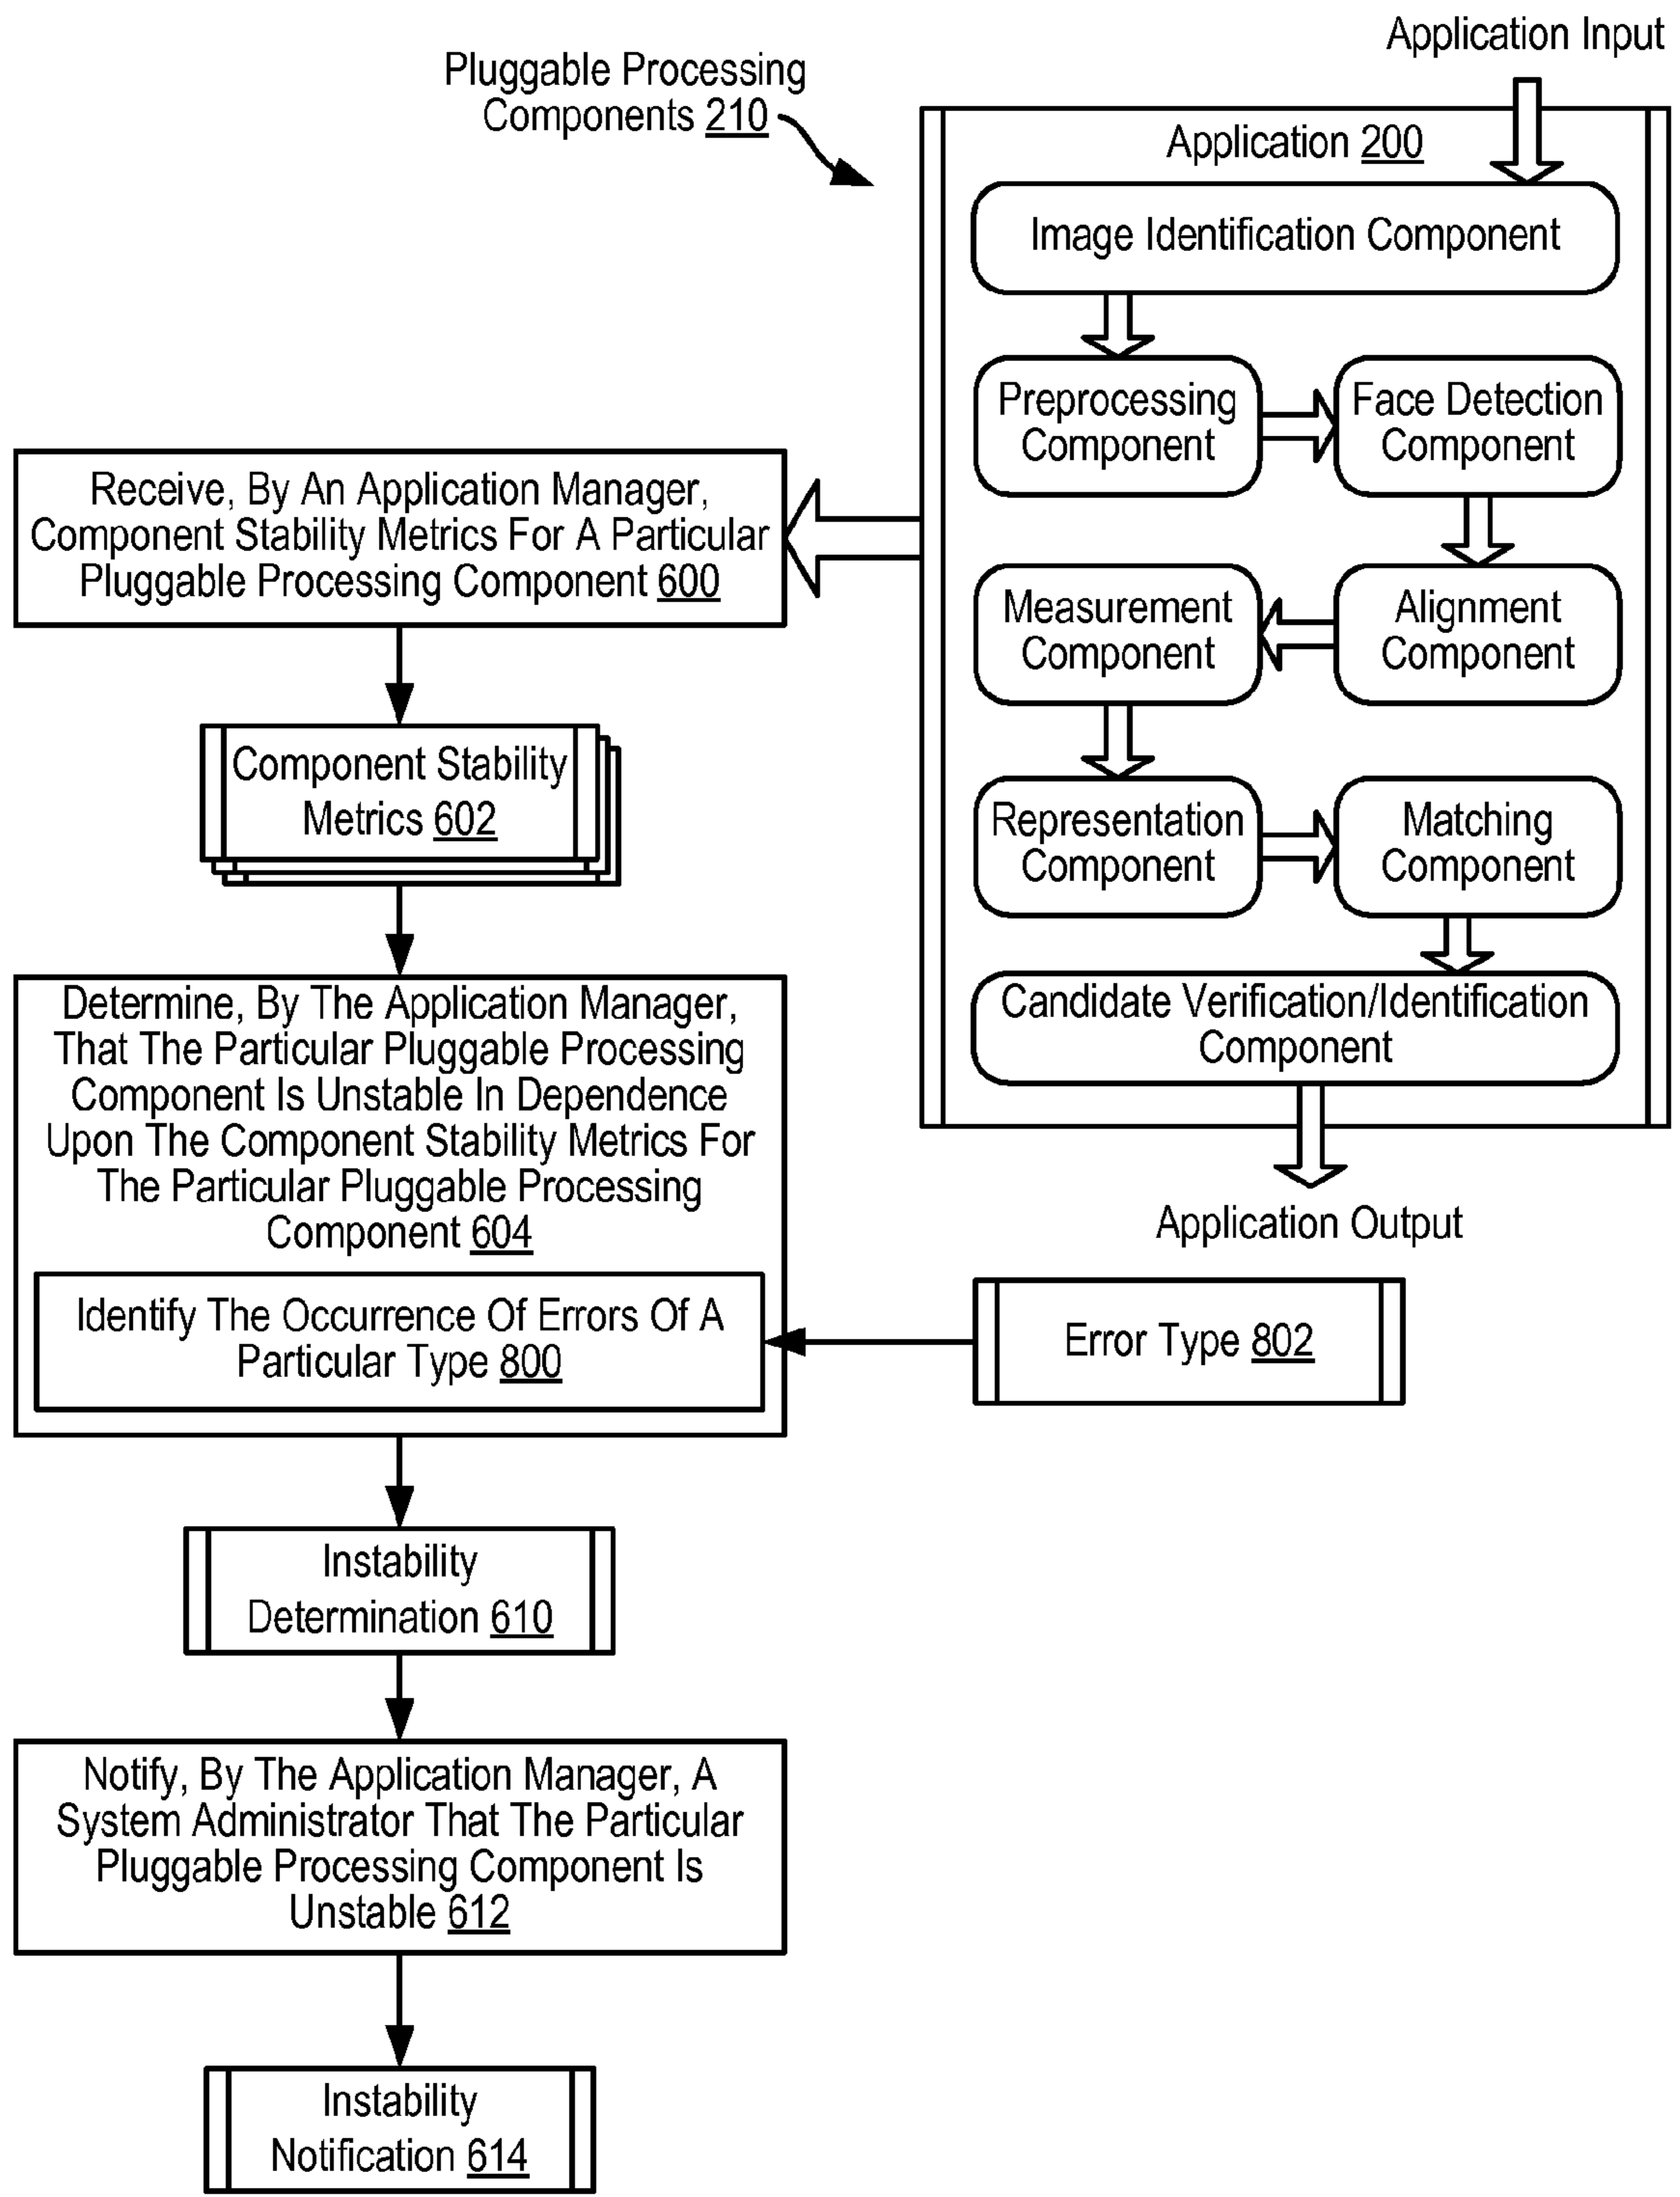 Application Input
Pluggable Processing
Components 210
Application 200
Image Identification Component
Preprocessing
Component
Face Detection
Component
Measurement
Component
Alignment
Component
Representation
Component
Matching
Component
Candidate Verification/Identification
Component
Application Output
Receive, By An Application Manager,
Component Stability Metrics For A Particular
Pluggable Processing Component 600
Component Stability
Metrics 602
Determine, By The Application Manager,
That The Particular Pluggable Processing
Component Is Unstable In Dependence
Upon The Component Stability Metrics For
The Particular Pluggable Processing
Component 604
Identify The Occurrence Of Errors Of A
Particular Type 800
Error Type 802
Instability
Determination 610
Notify, By The Application Manager, A
System Administrator That The Particular
Pluggable Processing Component Is
Unstable 612
Instability
Notification 614